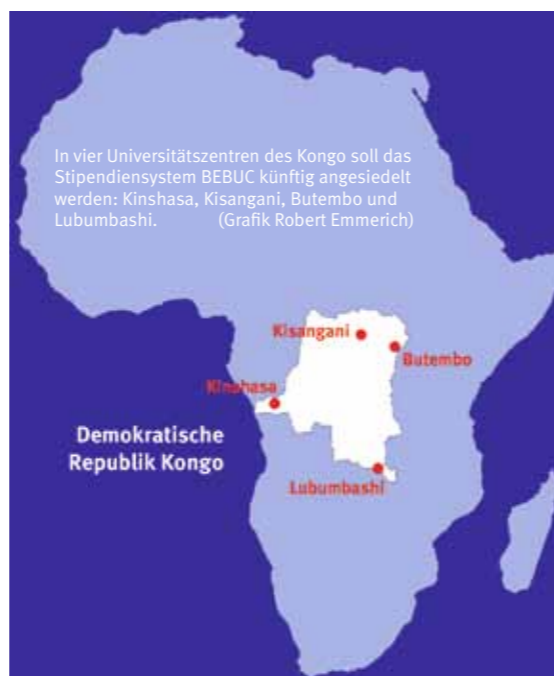 In vier Universitätszentren des Kongo soll das
Stipendiensystem BEBUC künftig angesiedelt
werden: Kinshasa, Kisangani, Butembo und
Lubumbashi. (Grafik Robert Emmerich)
Kisangani
Butembo
Kinshasa
Demokratische
Republik Kongo
Lubumbashi